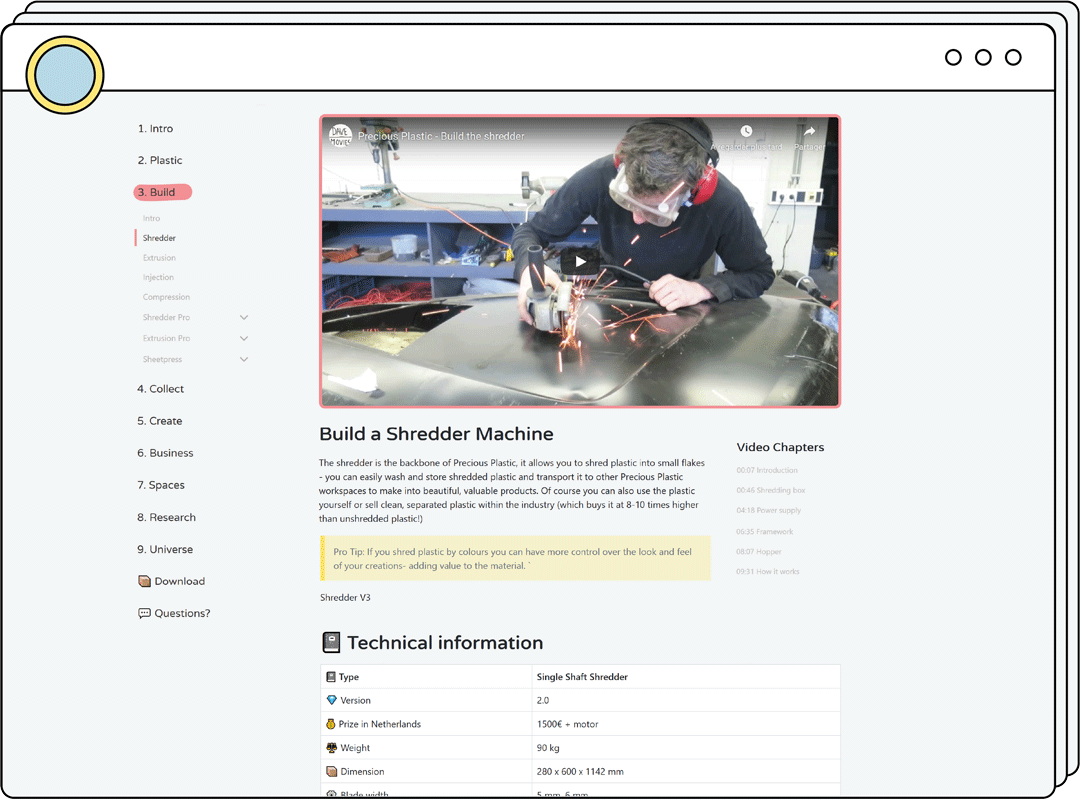 1. Intro
2. Plastic
3. Build
Intro
Shredder
Extrusion
Injection
Compression
Shredder Pro
Extrusion Pro
Sheetpress
4. Collect
5. Create
6. Business
7. Spaces
8. Research
9. Universe
Download
Questions?
DAVE
MOVIES
Precious Plastic - Build the shredder
Partager
Build a Shredder Machine
The shredder is the backbone of Precious Plastic, it allows you to shred plastic into small flakes
- you can easily wash and store shredded plastic and transport it to other Precious Plastic
workspaces to make into beautiful, valuable products. Of course you can also use the plastic
yourself or sell clean, separated plastic within the industry (which buys it at 8-10 times higher
than unshredded plastic!)
Pro Tip: If you shred plastic by colours you can have more control over the look and feel
of your creations- adding value to the material. `
Shredder V3
Video Chapters
00:07 Introduction
00:46 Shredding box
04:18 Power supply
06:35 Framework
08:07 Hopper
09:31 How it works
Technical information
Type Single Shaft Shredder
Version 2.0
Prize in Netherlands 1500€ + motor
Weight 90 kg
Dimension 280 x 600 x 1142 mm
Blade width 5 mm, 6 mm